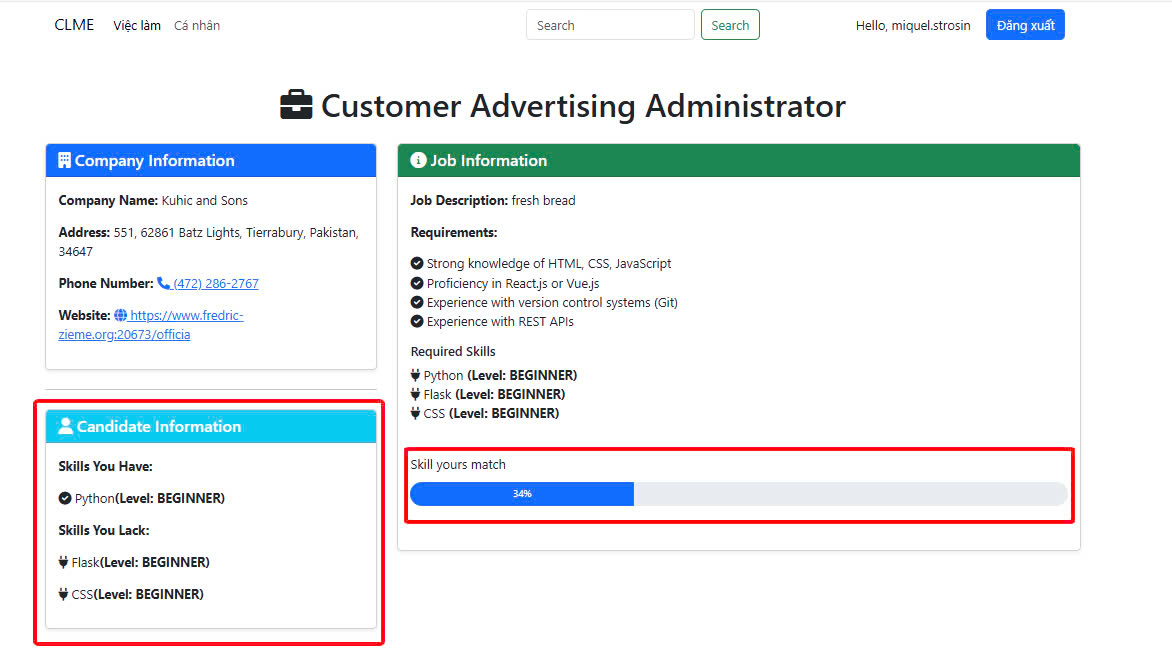 CLME Việc làm Cá nhân Search Search Hello, miquel.strosin Đăng xuất
Customer Advertising Administrator
Company Information
Company Name: Kuhic and Sons
Address: 551, 62861 Batz Lights, Tierrabury, Pakistan,
34647
Phone Number: (472) 286-2767
Website: https://www.fredric-
zieme.org:20673/officia
Candidate Information
Skills You Have:
Python(Level: BEGINNER)
Skills You Lack:
Flask(Level: BEGINNER)
CSS(Level: BEGINNER)
Job Information
Job Description: fresh bread
Requirements:
Strong knowledge of HTML, CSS, JavaScript
Proficiency in React.js or Vue.js
Experience with version control systems (Git)
Experience with REST APIs
Required Skills
Python (Level: BEGINNER)
Flask (Level: BEGINNER)
CSS (Level: BEGINNER)
Skill yours match
34%